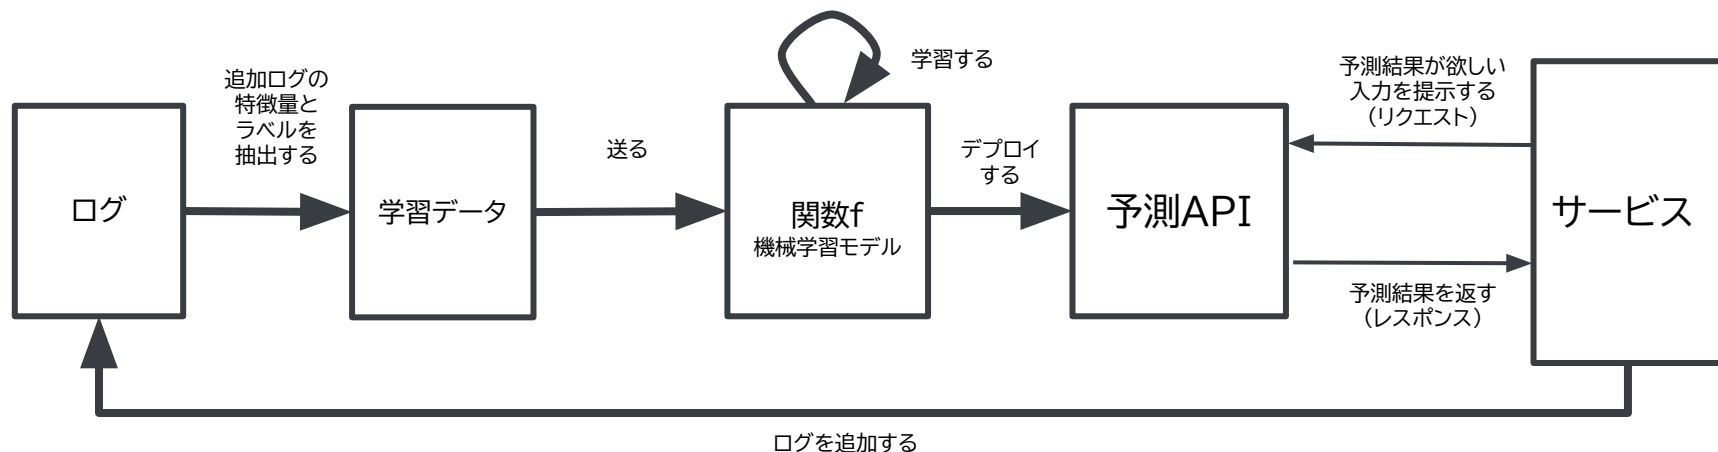 追加ログの
特徴量と
ラベルを
抽出する
ログ
学習データ
送る
学習する
関数f
機械学習モデル
デプロイ
する
予測API
予測結果が欲しい
入力を提示する
（リクエスト）
予測結果を返す
（レスポンス）
サービス
ログを追加する